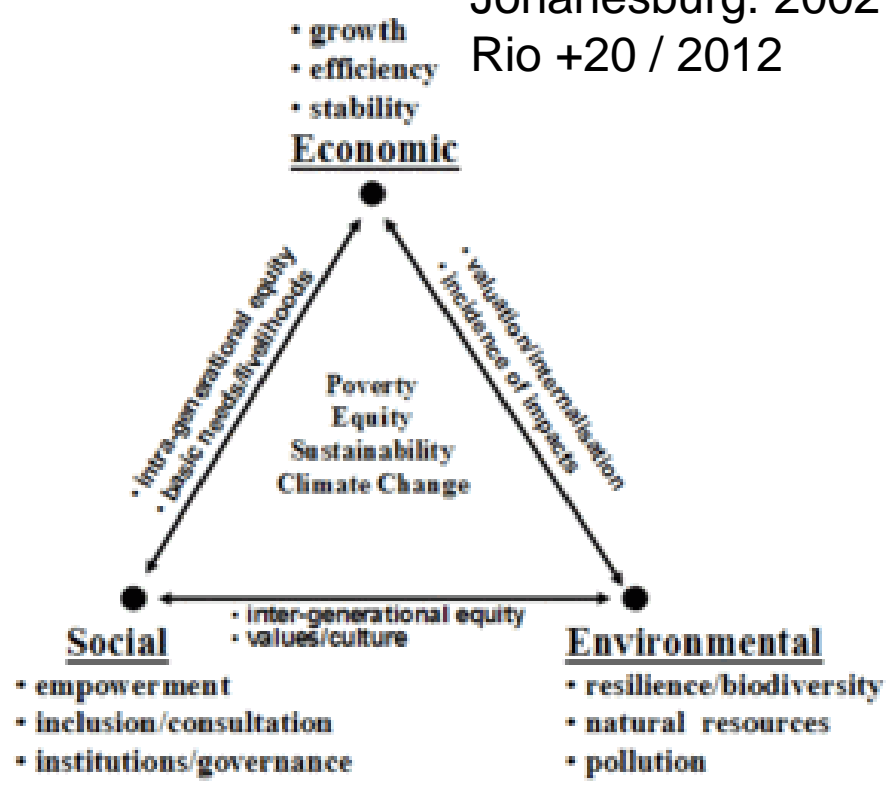 Johanesburg: 2002
Rio +20 / 2012
• growth
• efficiency
• stability
Economic
• intra-generational equity
• basic needs/livelihoods
• valuation/internalisation
• incidence of impacts
Poverty
Equity
Sustainability
Climate Change
• inter-generational equity
• values/culture
Social
• empowerment
• inclusion/consultation
• institutions/governance
Environmental
• resilience/biodiversity
• natural resources
• pollution